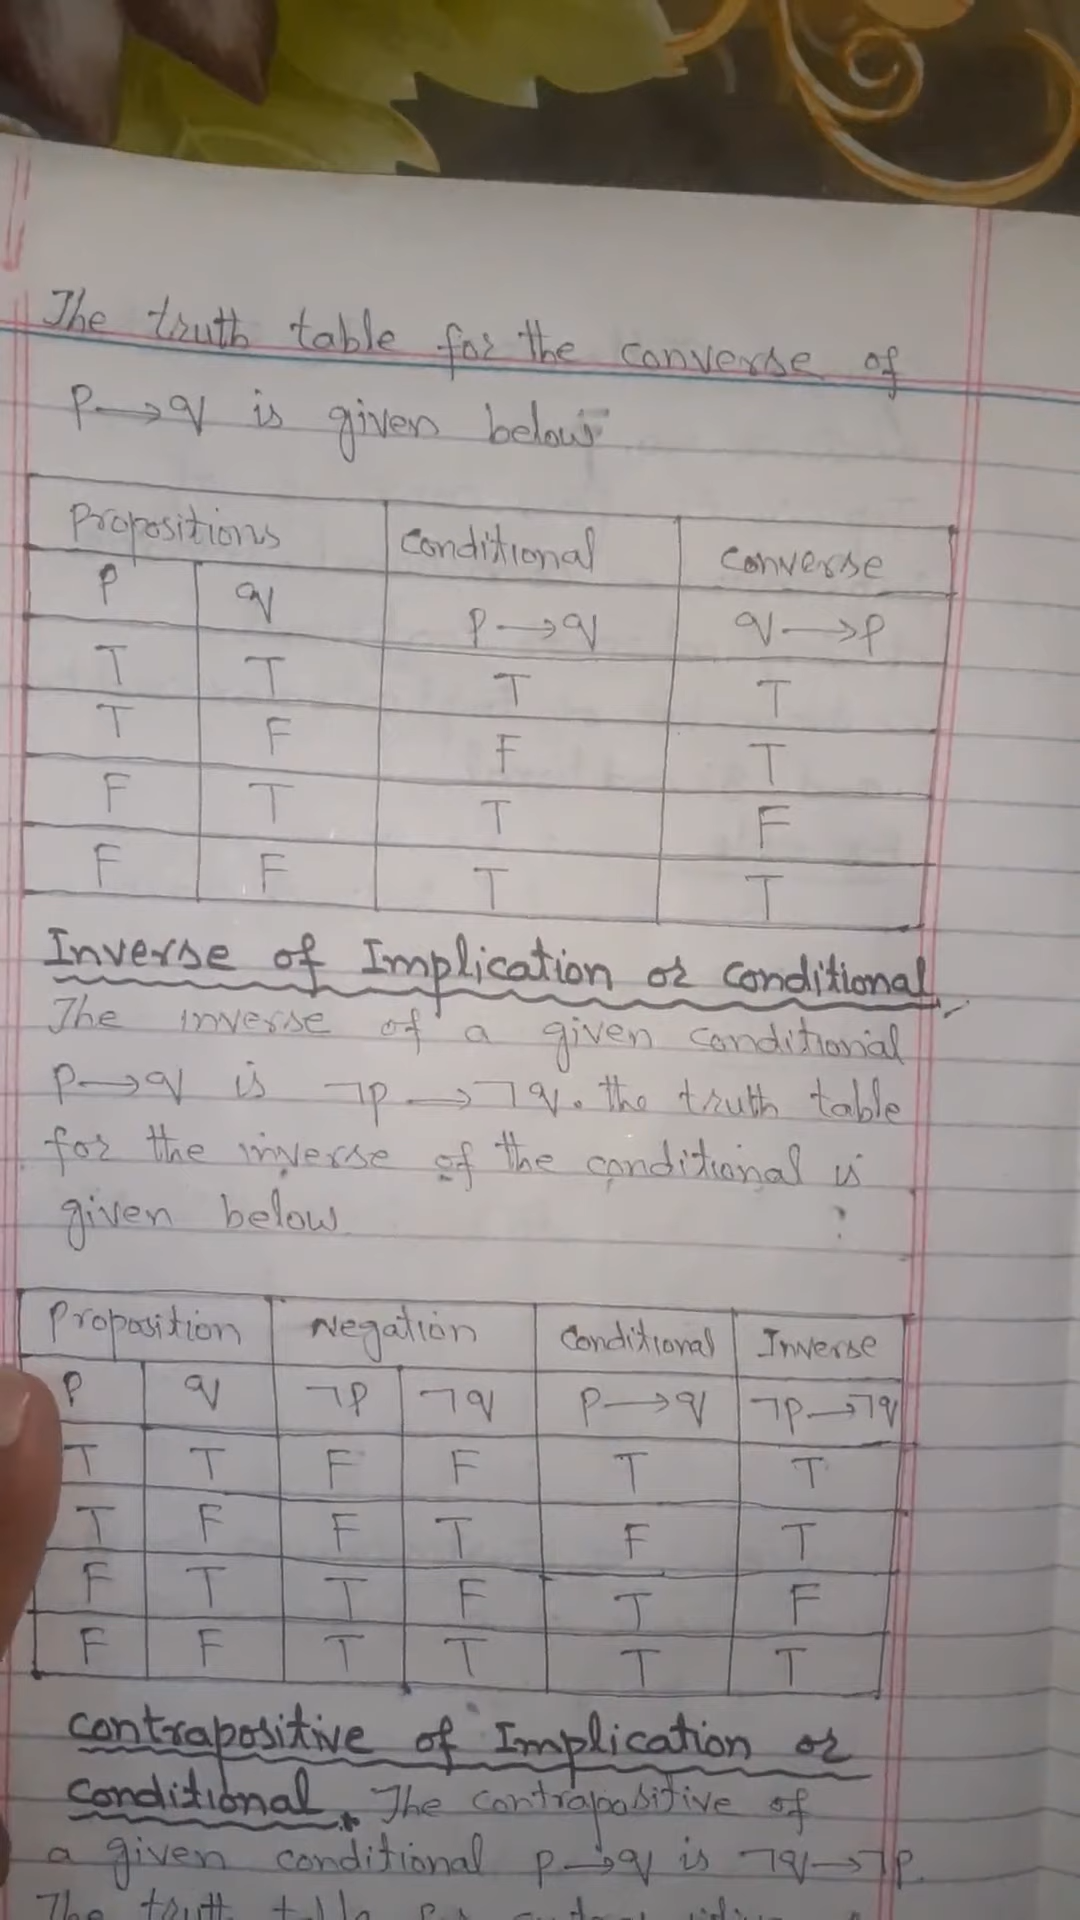 The truth table for the converse of
P→q is given below
Propositions Conditional Converse
P q P→q q→P
T T T T
T F F T
F T T F
F F T T
Inverse of Implication or conditional
The inverse of a given conditional
P→q is ¬P→¬q. the truth table
for the inverse of the conditional is
given below
Proposition Negation Conditional Inverse
P q ¬P ¬q P→q ¬P→¬q
T T F F T T
T F F T F T
F T T F T F
F F T T T T
contrapositive of Implication or
conditional. The contrapositive of
a given conditional P→q is ¬q→¬P.
The truth